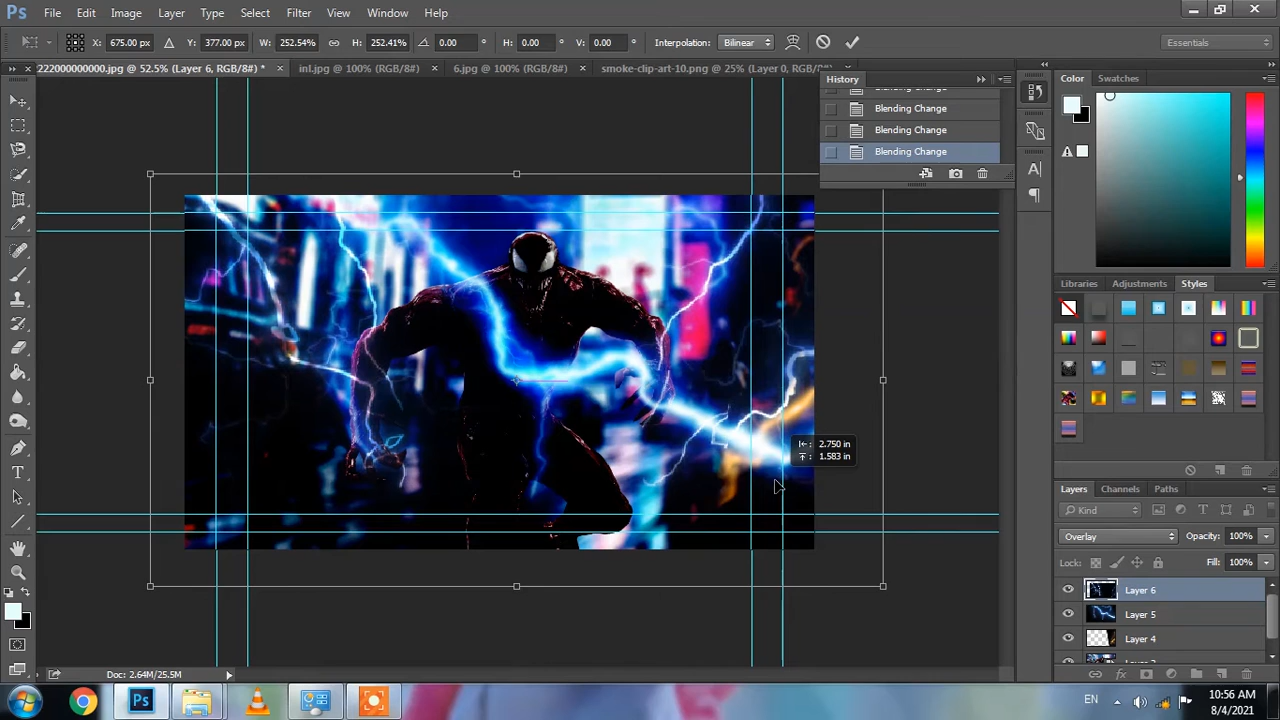 Ps File Edit Image Layer Type Select Filter 3D View Window Help
X: 675.00 px Y: 377.00 px W: 252.54% H: 252.41% 0.00 ° H: 0.00 ° V: 0.00 ° Interpolation: Bilinear Essentials
222000000000.jpg @ 52.5% (Layer 6, RGB/8#) * inl.jpg @ 100% (RGB/8#) 6.jpg @ 100% (RGB/8#) smoke-clip-art-10.png @ 25% (Layer 0, RGB/8#)
History
Blending Change
Blending Change
Blending Change
Blending Change
Color Swatches
Libraries Adjustments Styles
2.750 in
1.583 in
Layers Channels Paths
Kind
Overlay Opacity: 100%
Lock: Fill: 100%
Layer 6
Layer 5
Layer 4
Doc: 2.64M/25.5M
Ps EN 10:56 AM
8/4/2021